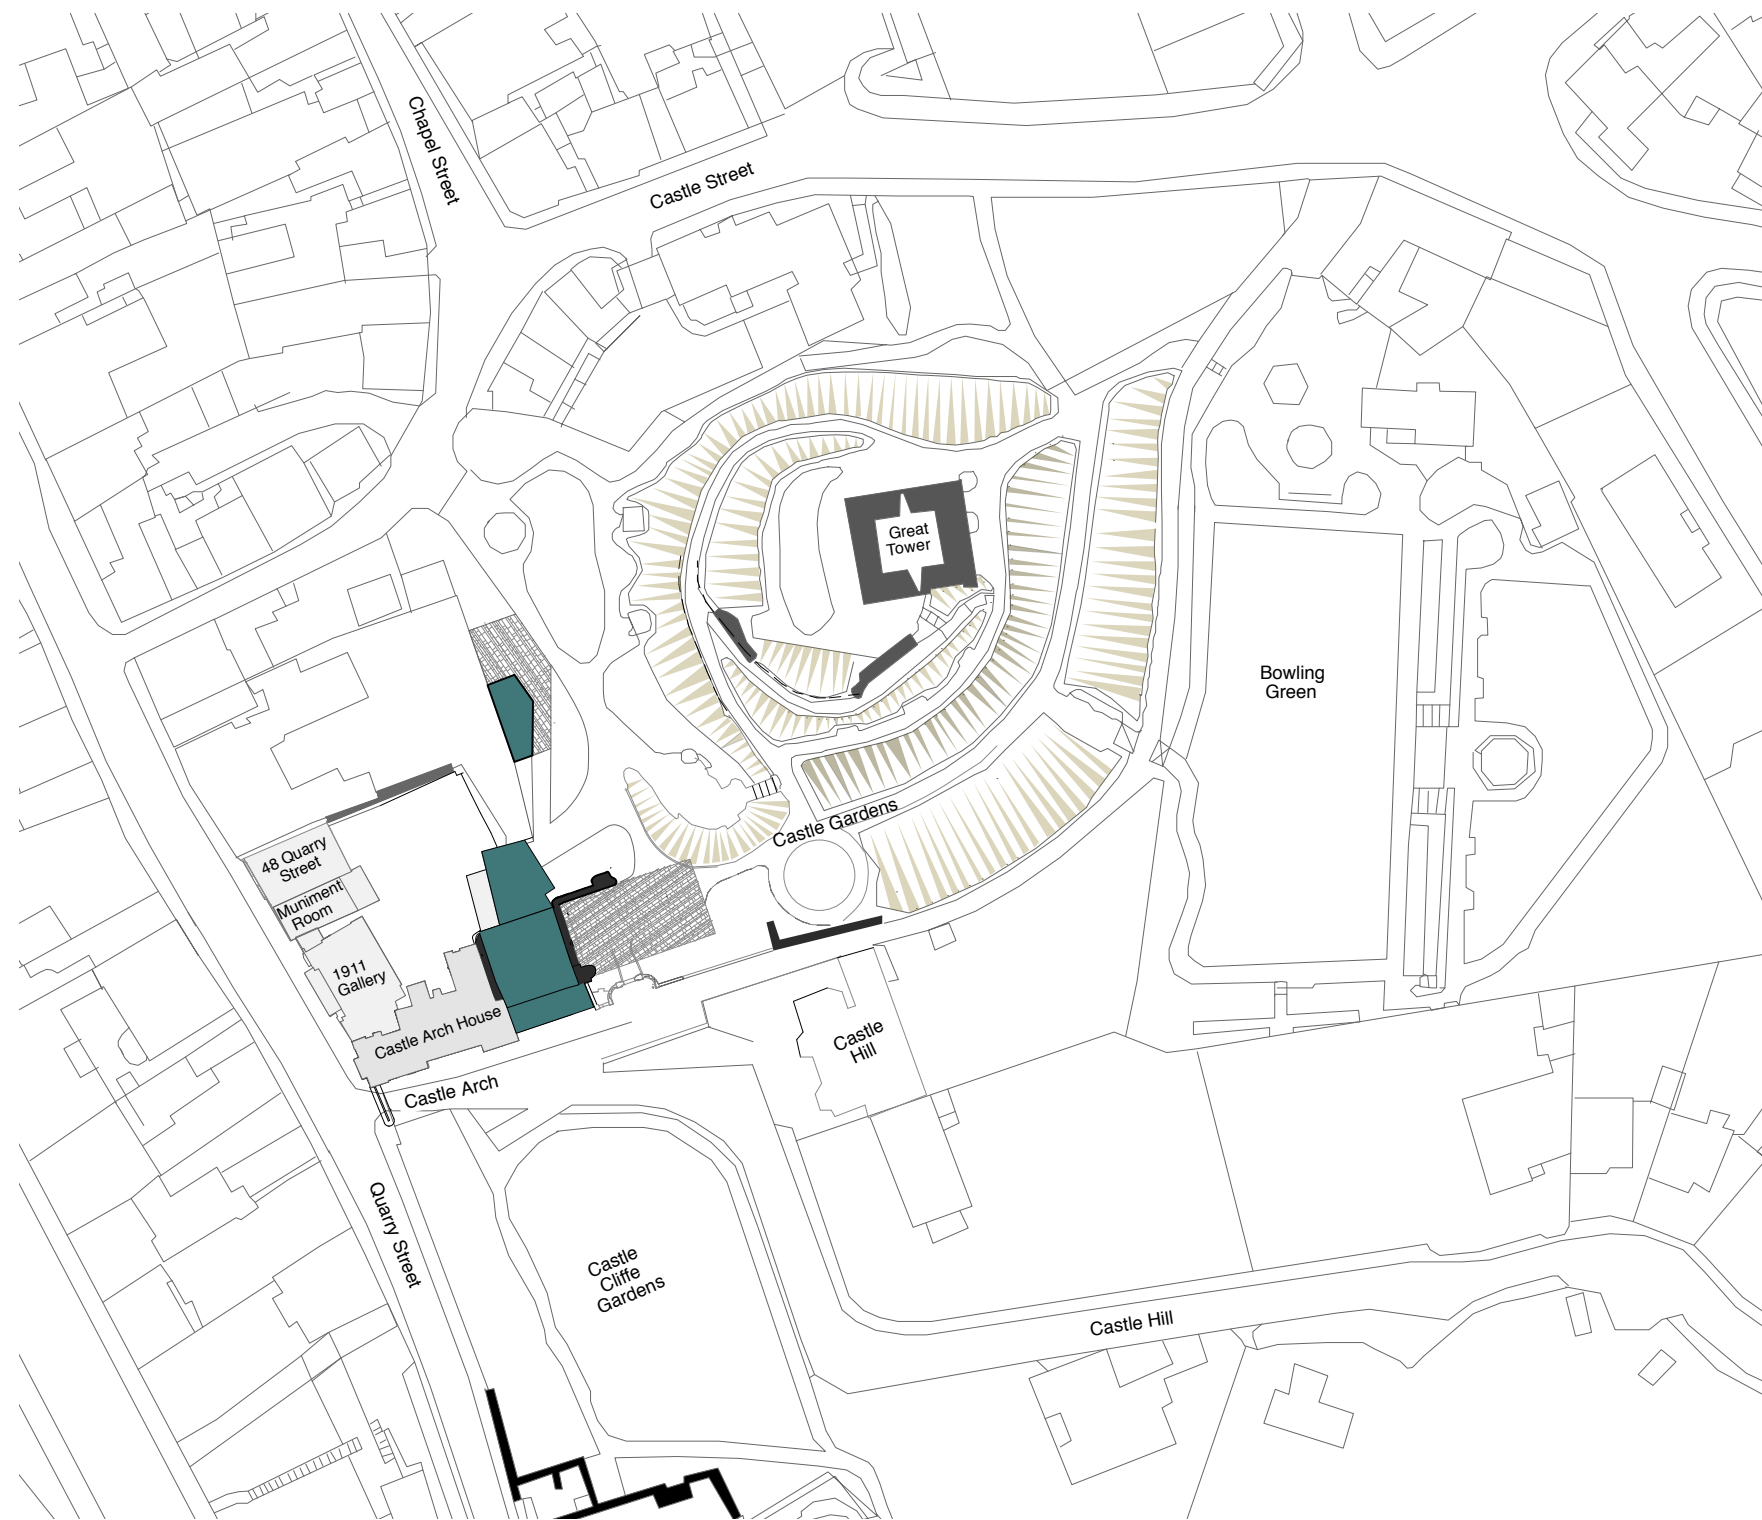 Chapel Street
Castle Street
Great
Tower
Bowling
Green
Castle Gardens
48 Quarry
Street
Muniment
Room
1911
Gallery
Castle Arch House
Castle
Hill
Castle Arch
Quarry Street
Castle
Cliffe
Gardens
Castle Hill